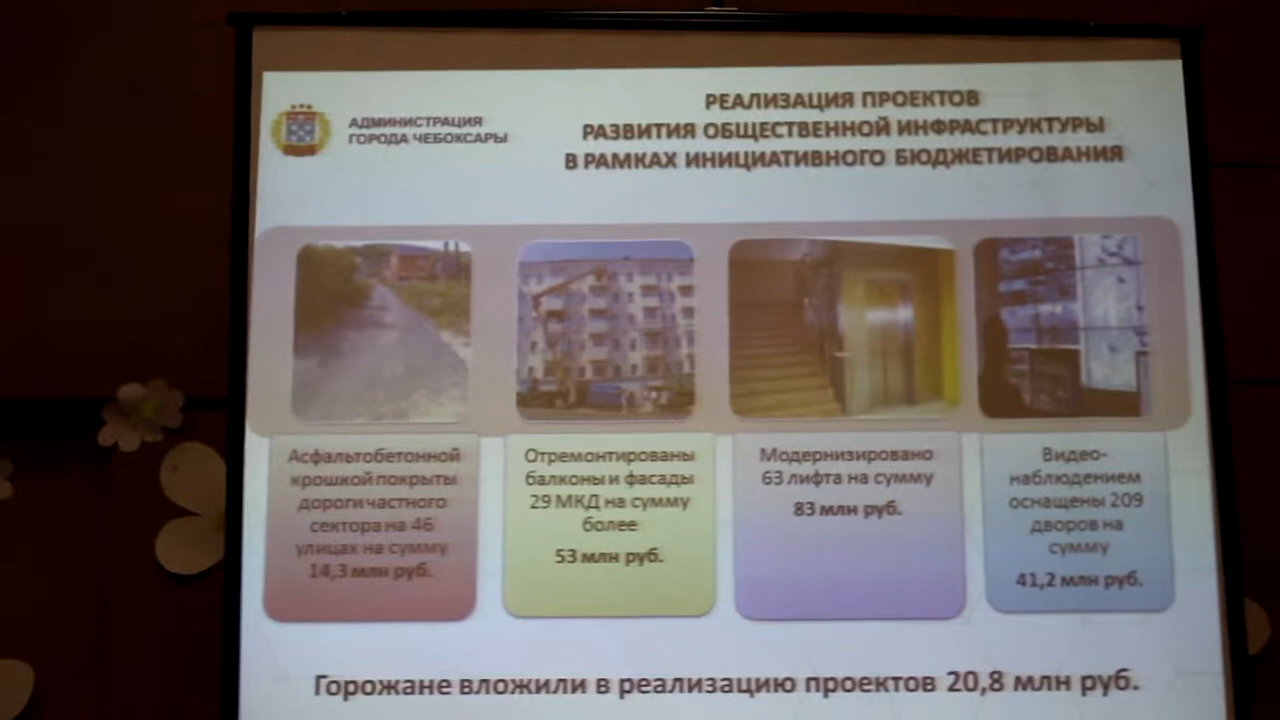 АДМИНИСТРАЦИЯ
ГОРОДА ЧЕБОКСАРЫ
РЕАЛИЗАЦИЯ ПРОЕКТОВ
РАЗВИТИЯ ОБЩЕСТВЕННОЙ ИНФРАСТРУКТУРЫ
В РАМКАХ ИНИЦИАТИВНОГО БЮДЖЕТИРОВАНИЯ
Асфальтобетонной
крошкой покрыты
дороги частного
сектора на 46
улицах на сумму
14,3 млн руб.
Отремонтированы
балконы и фасады
29 МКД на сумму
более
53 млн руб.
Модернизировано
63 лифта на сумму
83 млн руб.
Видео-
наблюдением
оснащены 209
дворов на
сумму
41,2 млн руб.
Горожане вложили в реализацию проектов 20,8 млн руб.